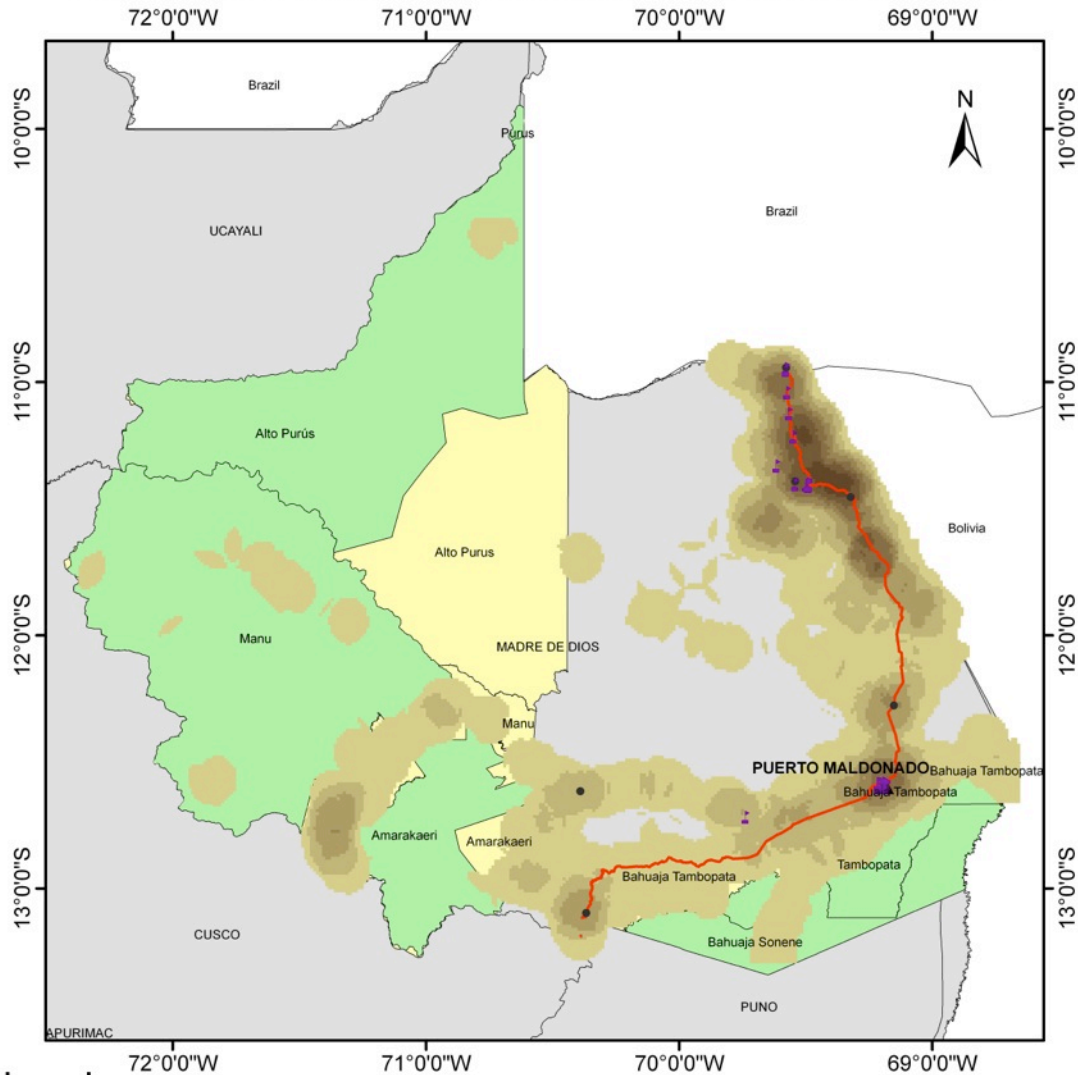 72°0'0"W 71°0'0"W 70°0'0"W 69°0'0"W
Brazil
N
10°0'0"S
Purus
10°0'0"S
Brazil
UCAYALI
11°0'0"S
11°0'0"S
Alto Purús
Bolivia
Alto Purus
12°0'0"S
Manu
MADRE DE DIOS
12°0'0"S
Manu
PUERTO MALDONADO
Bahuaja Tambopata
Bahuaja Tambopata
Amarakaeri
Amarakaeri
Tambopata
13°0'0"S
Bahuaja Tambopata
13°0'0"S
CUSCO
Bahuaja Sonene
PUNO
APURIMAC
72°0'0"W 71°0'0"W 70°0'0"W 69°0'0"W